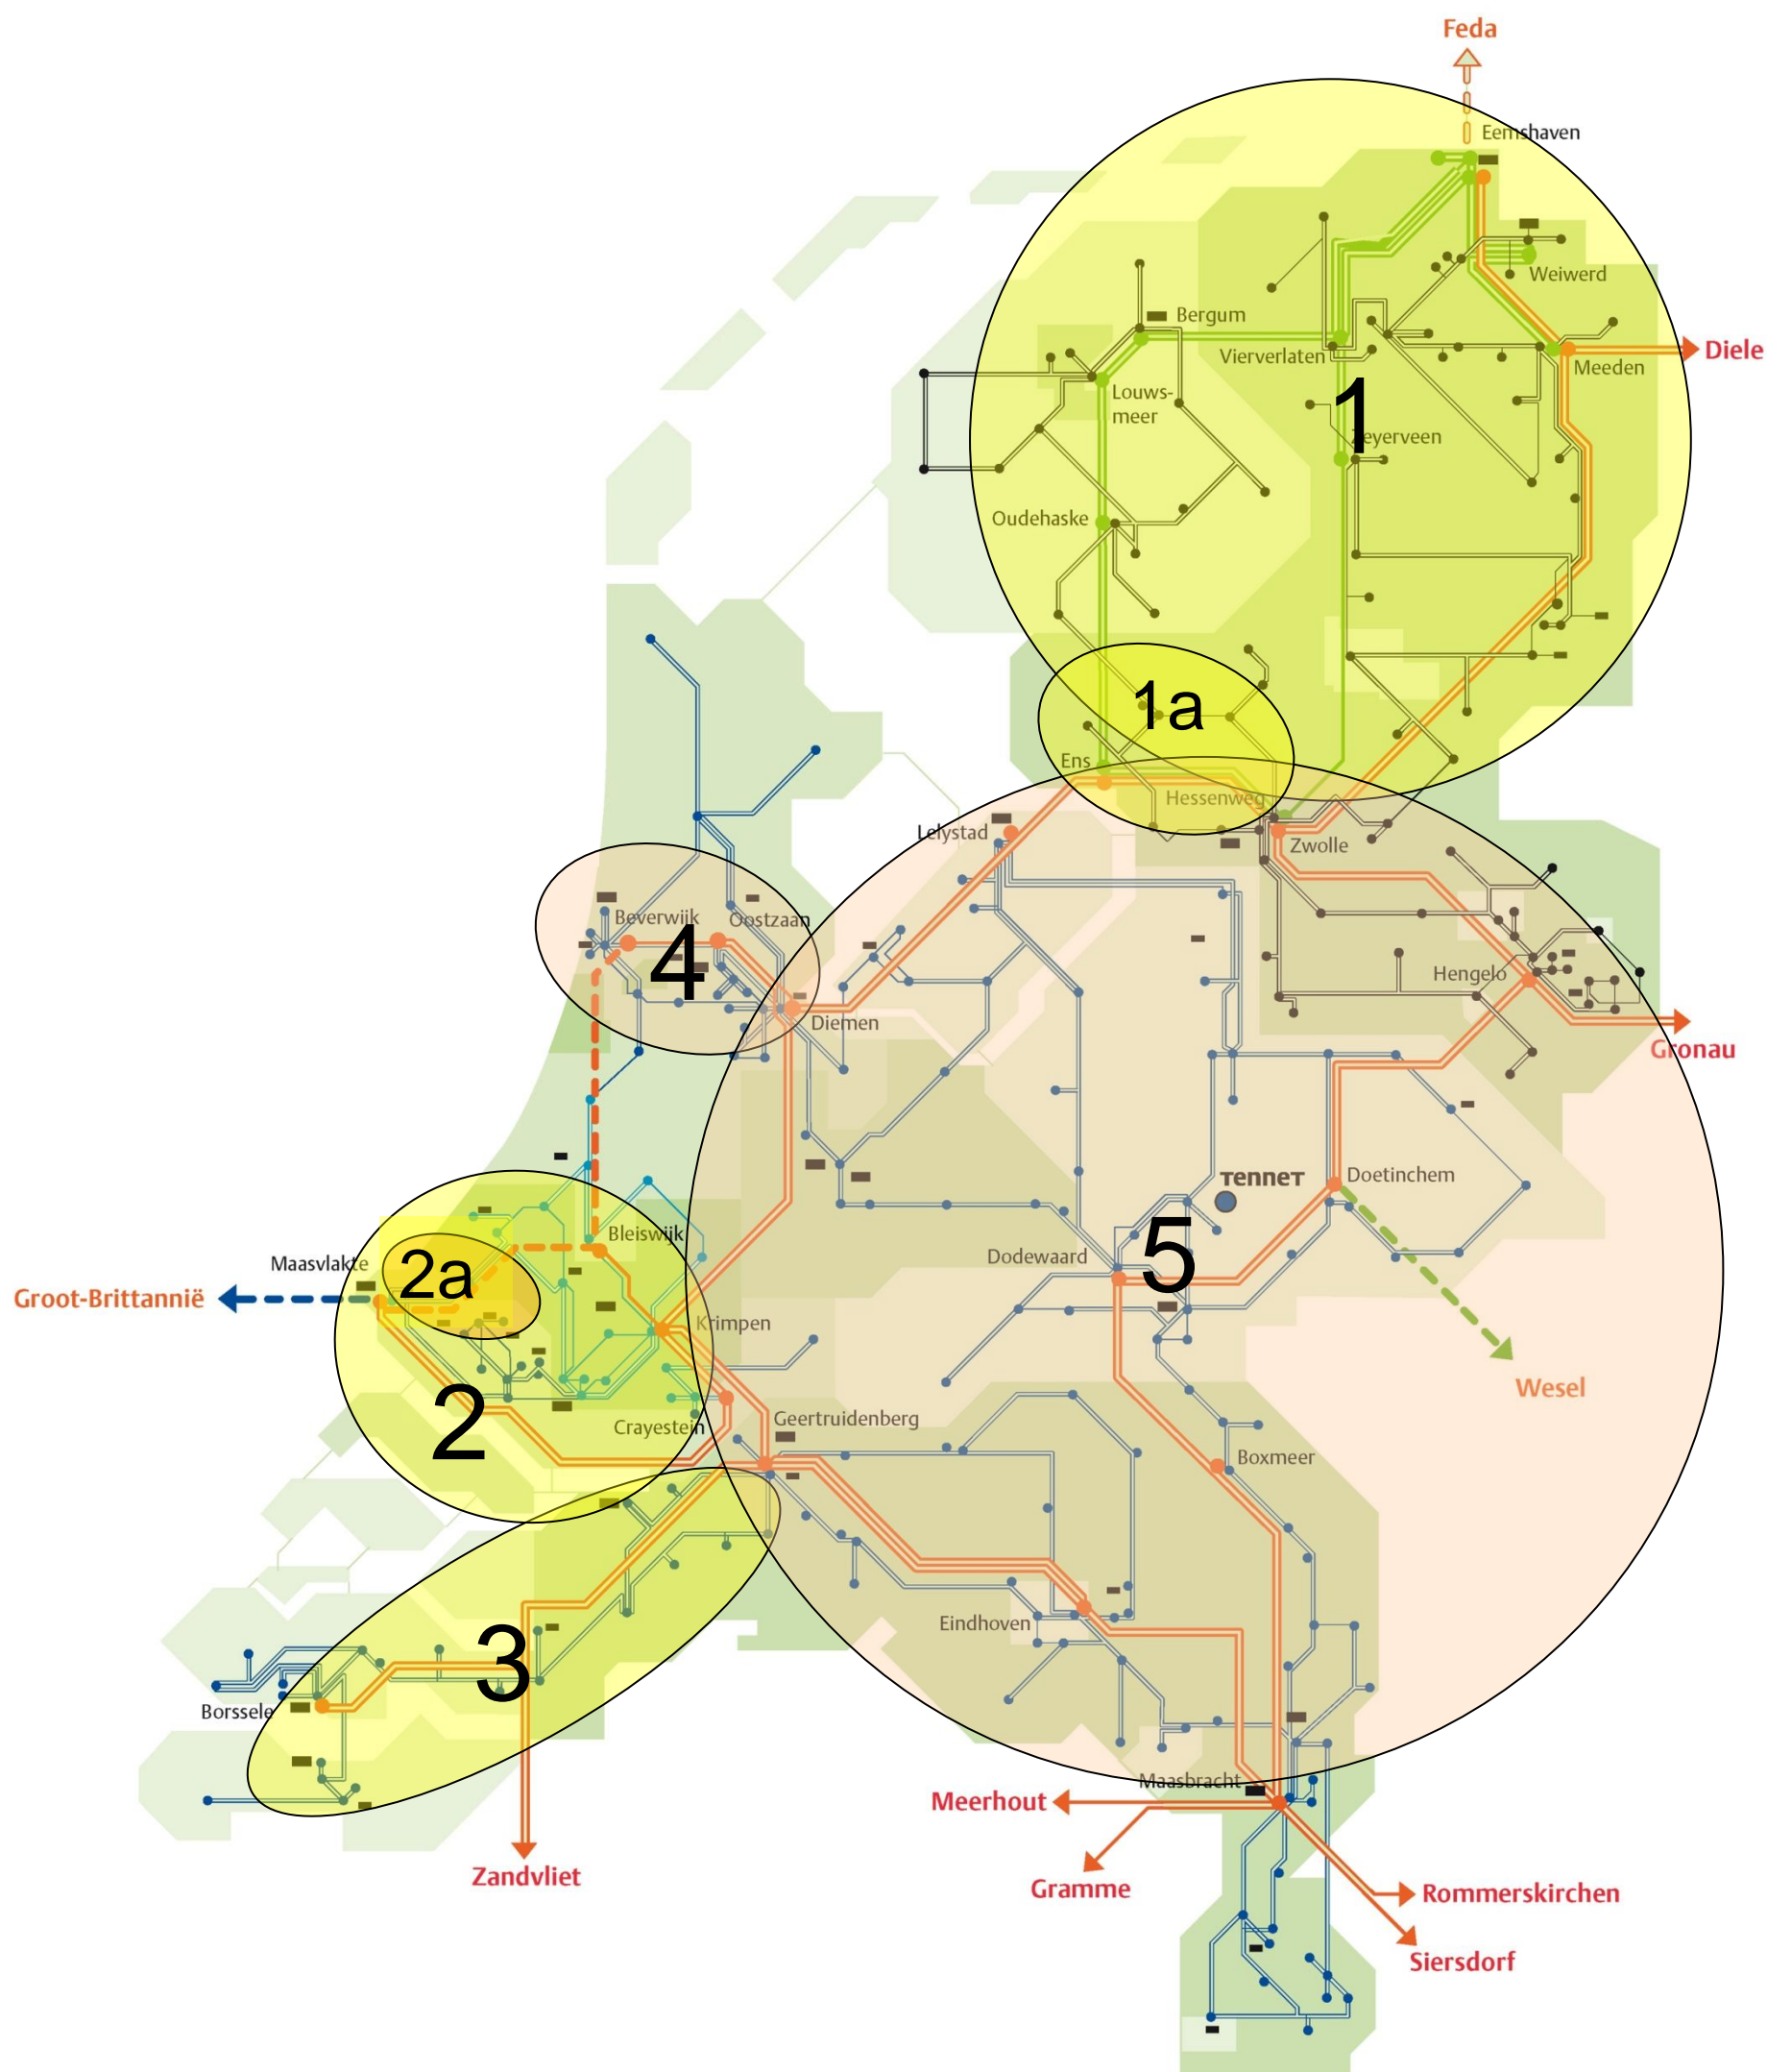 Feda
Eemshaven
Weiwerd
Bergum
Vierverlaten
Diele
Meeden
Louws-
meer
1
Zeyerveen
Oudehaske
1a
Ens
Hessenweg
Lelystad
Zwolle
Beverwijk
Oostzaan
4
Hengelo
Diemen
Gronau
TenneT
Doetinchem
Bleiswijk
Maasvlakte
2a
Dodewaard
5
Groot-Brittannië
Krimpen
Wesel
2
Crayestein
Geertruidenberg
Boxmeer
Eindhoven
3
Borssele
Maasbracht
Meerhout
Zandvliet
Gramme
Rommerskirchen
Siersdorf